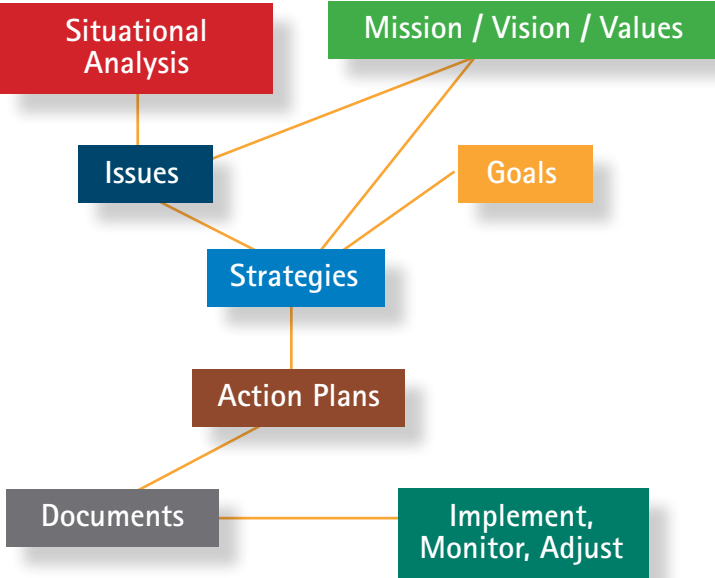 Situational
Analysis
Mission / Vision / Values
Issues
Goals
Strategies
Action Plans
Documents
Implement,
Monitor, Adjust